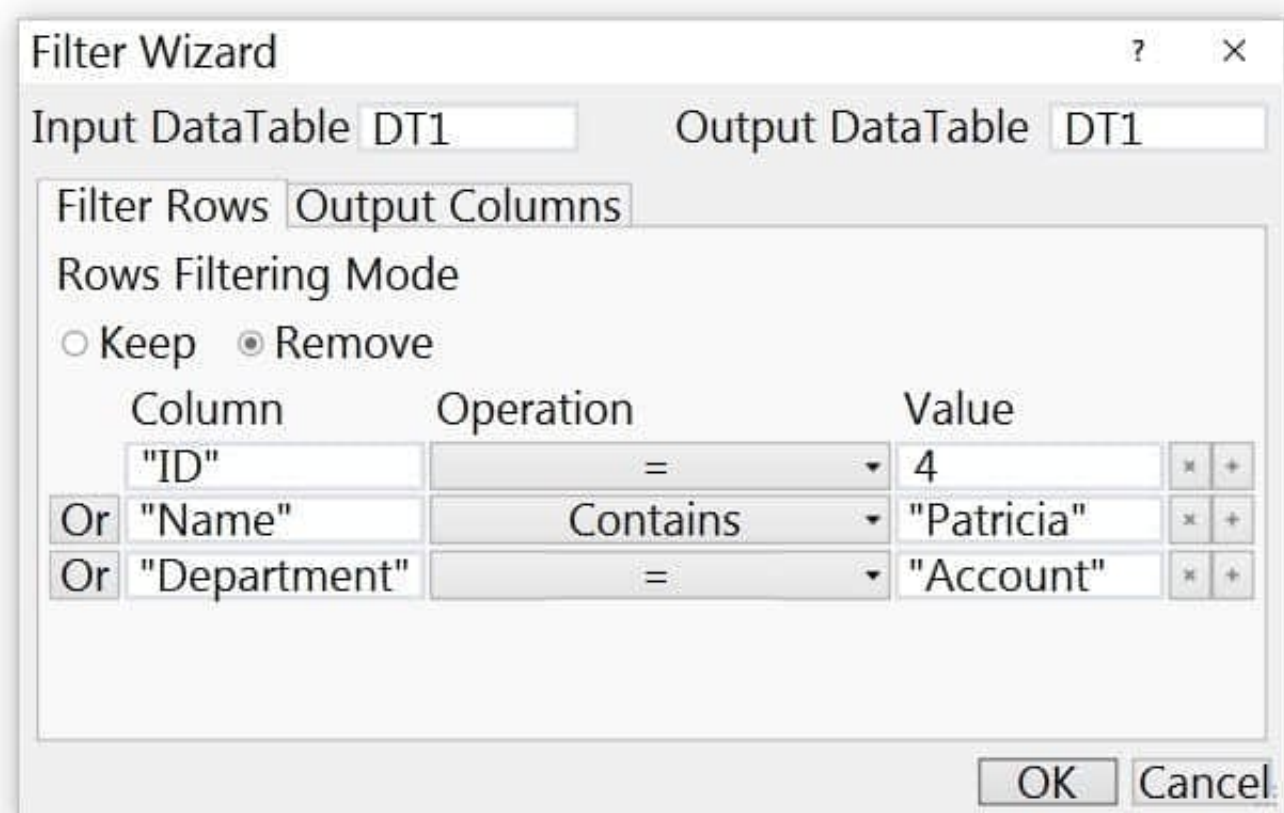 Filter Wizard ? ×
Input DataTable DT1 Output DataTable DT1
Filter Rows Output Columns
Rows Filtering Mode
Keep Remove
Column Operation Value
"ID" = 4 × +
Or "Name" Contains "Patricia" × +
Or "Department" = "Account" × +
OK Cancel